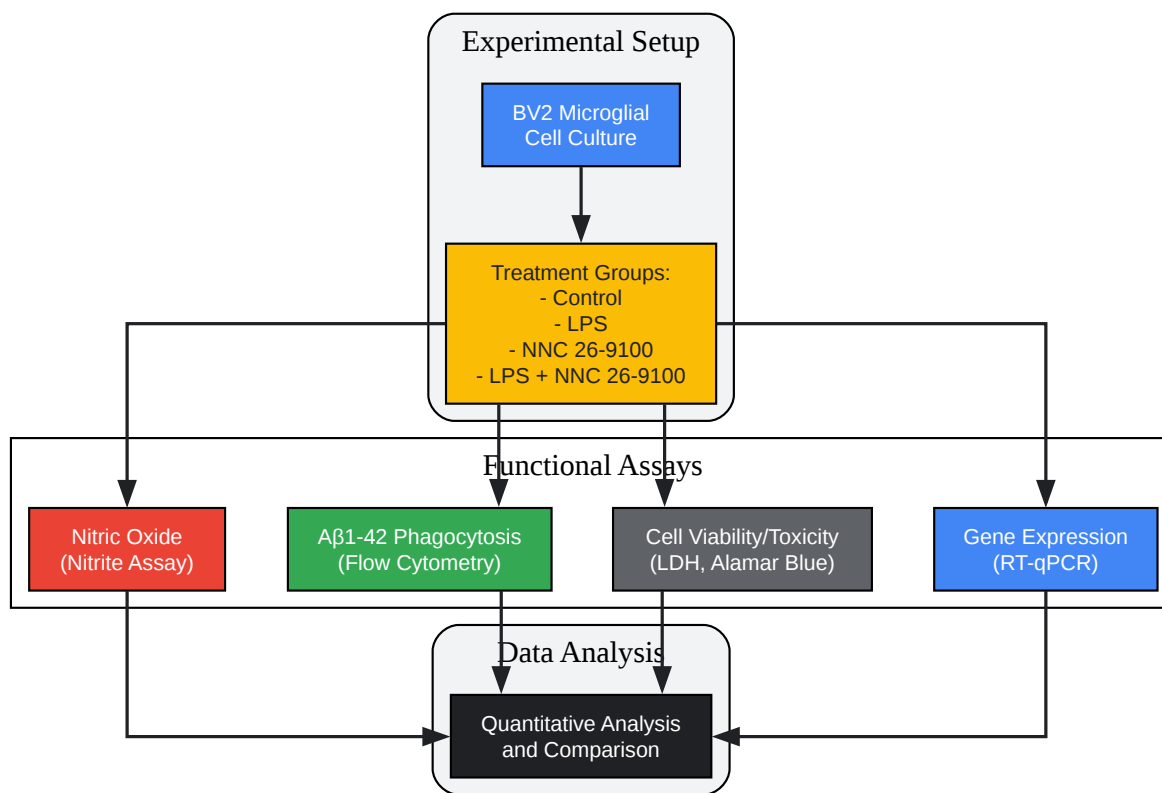 Experimental Setup
BV2 Microglial
Cell Culture
Treatment Groups:
- Control
- LPS
- NNC 26-9100
- LPS + NNC 26-9100
Functional Assays
Nitric Oxide
(Nitrite Assay)
Aβ1-42 Phagocytosis
(Flow Cytometry)
Cell Viability/Toxicity
(LDH, Alamar Blue)
Gene Expression
(RT-qPCR)
Data Analysis
Quantitative Analysis
and Comparison